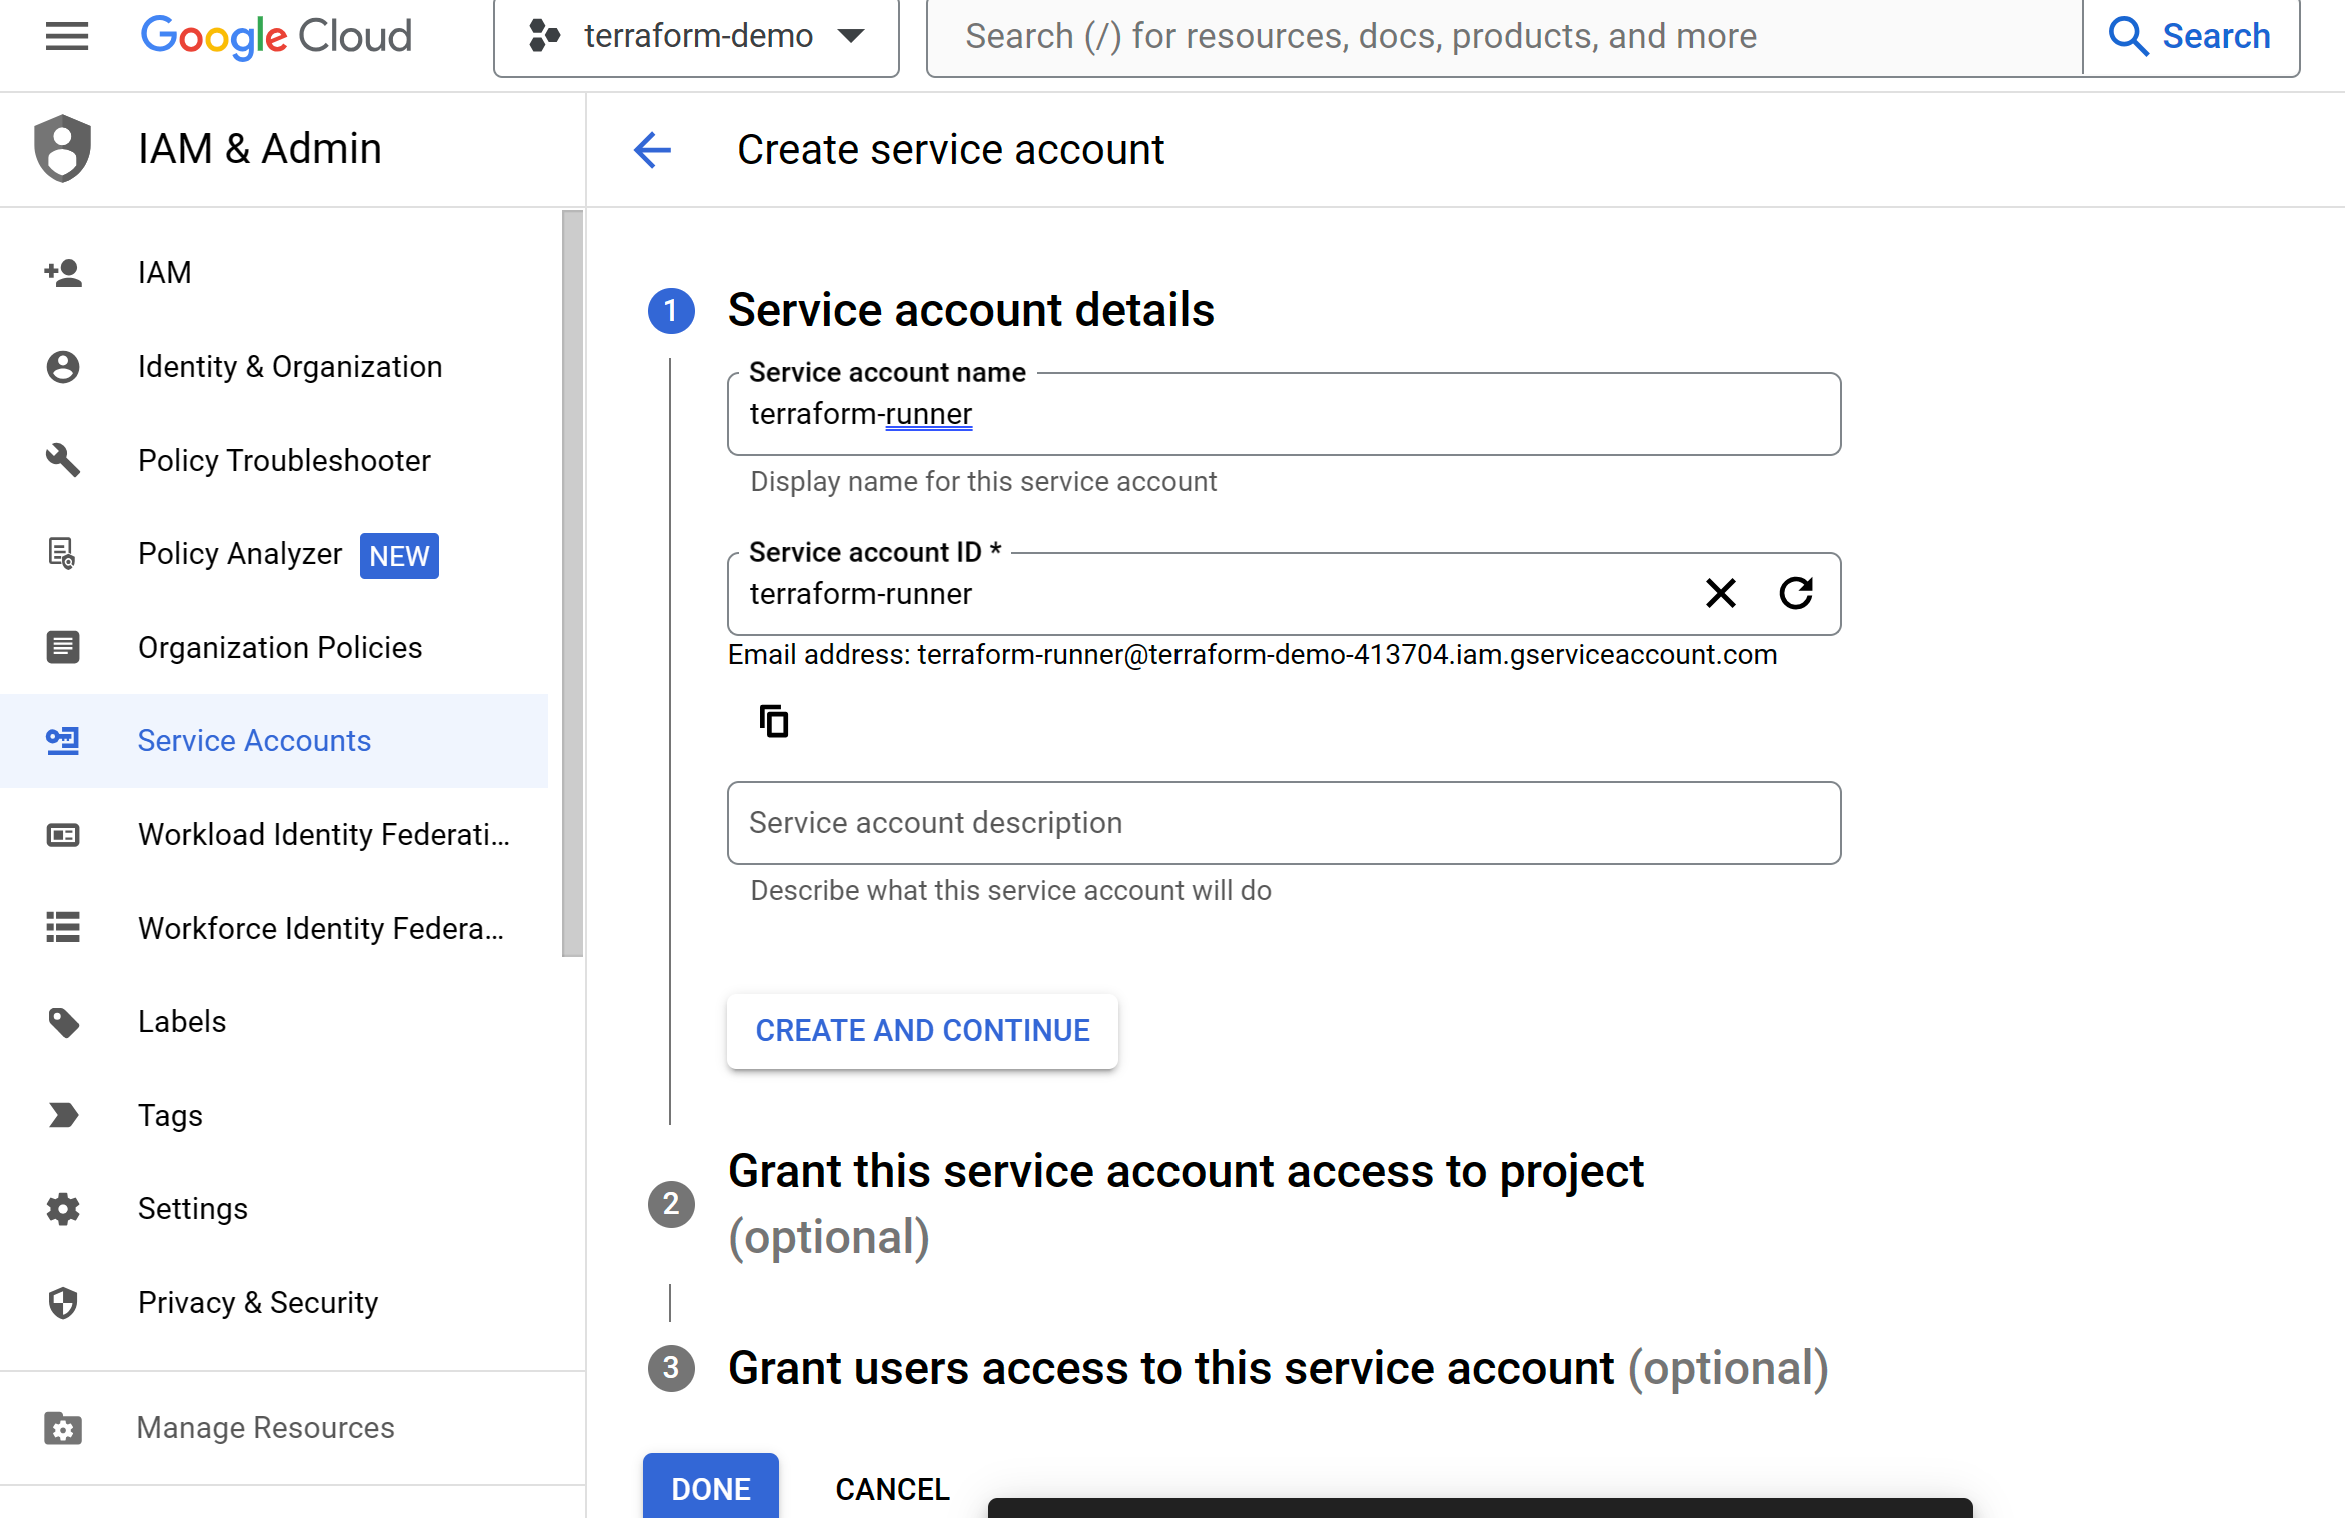 Google Cloud
terraform-demo
Search (/) for resources, docs, products, and more
Search
IAM & Admin
Create service account
IAM
Identity & Organization
Policy Troubleshooter
Policy Analyzer NEW
Organization Policies
Service Accounts
Workload Identity Federati...
Workforce Identity Federa...
Labels
Tags
Settings
Privacy & Security
Manage Resources
1 Service account details
Service account name
terraform-runner
Display name for this service account
Service account ID *
terraform-runner
Email address: terraform-runner@terraform-demo-413704.iam.gserviceaccount.com
Service account description
Describe what this service account will do
CREATE AND CONTINUE
2 Grant this service account access to project
(optional)
3 Grant users access to this service account (optional)
DONE CANCEL